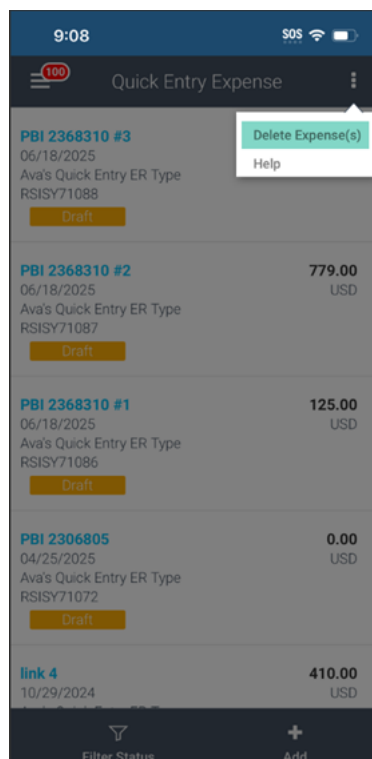 9:08
SOS
100
Quick Entry Expense
Delete Expense(s)
Help
PBI 2368310 #3
06/18/2025
Ava's Quick Entry ER Type
RSISY71088
Draft
PBI 2368310 #2
779.00
06/18/2025
USD
Ava's Quick Entry ER Type
RSISY71087
Draft
PBI 2368310 #1
125.00
06/18/2025
USD
Ava's Quick Entry ER Type
RSISY71086
Draft
PBI 2306805
0.00
04/25/2025
USD
Ava's Quick Entry ER Type
RSISY71072
Draft
link 4
410.00
10/29/2024
USD
Filter Status
Add